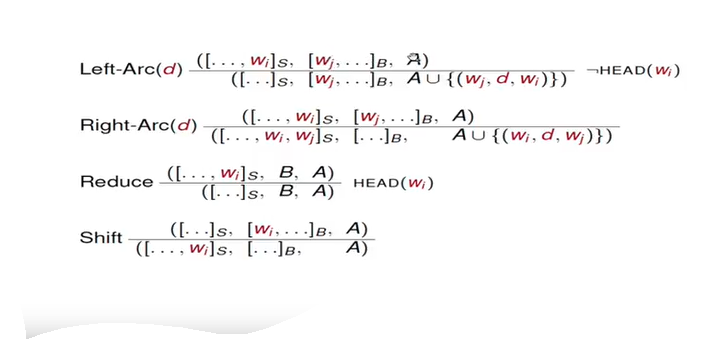 Left-Arc(d) ([. . . , wᵢ]S, [wⱼ, . . .]B, A)
([. . .]S, [wⱼ, . . .]B, A ∪ {(wⱼ, d, wᵢ)}) ¬HEAD(wᵢ)
Right-Arc(d) ([. . . , wᵢ]S, [wⱼ, . . .]B, A)
([. . . , wᵢ, wⱼ]S, [. . .]B, A ∪ {(wᵢ, d, wⱼ)})
Reduce ([. . . , wᵢ]S, B, A)
([. . .]S, B, A) HEAD(wᵢ)
Shift ([. . .]S, [wᵢ, . . .]B, A)
([. . . , wᵢ]S, [. . .]B, A)